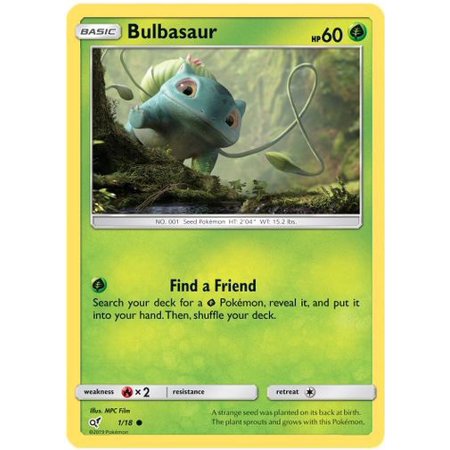 BASIC Bulbasaur HP60
NO. 001 Seed Pokémon HT: 2'04" WT: 15.2 lbs.
Find a Friend
Search your deck for a Pokémon, reveal it, and put it
into your hand. Then, shuffle your deck.
weakness ×2 resistance retreat
Illus. MPC Film
1/18
©2019 Pokémon
A strange seed was planted on its back at birth.
The plant sprouts and grows with this Pokémon.